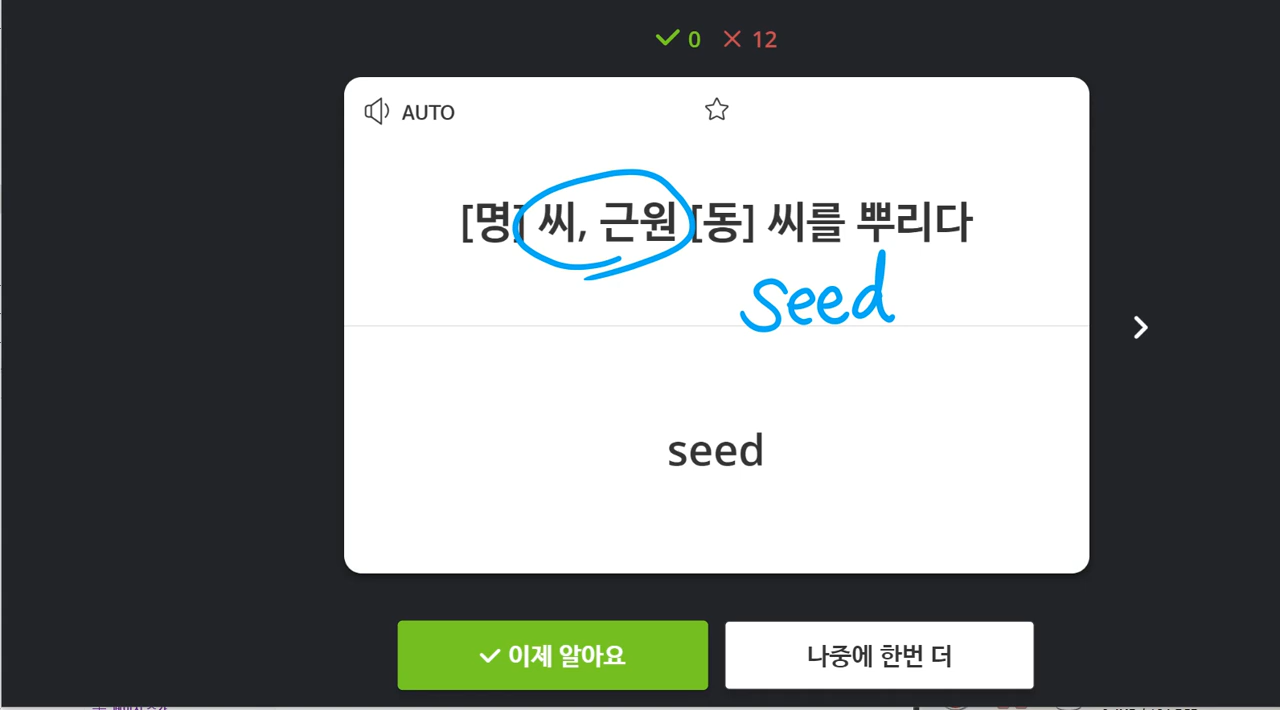 0 12
AUTO
[명] 씨, 근원 [동] 씨를 뿌리다
seed
seed
이제 알아요
나중에 한번 더